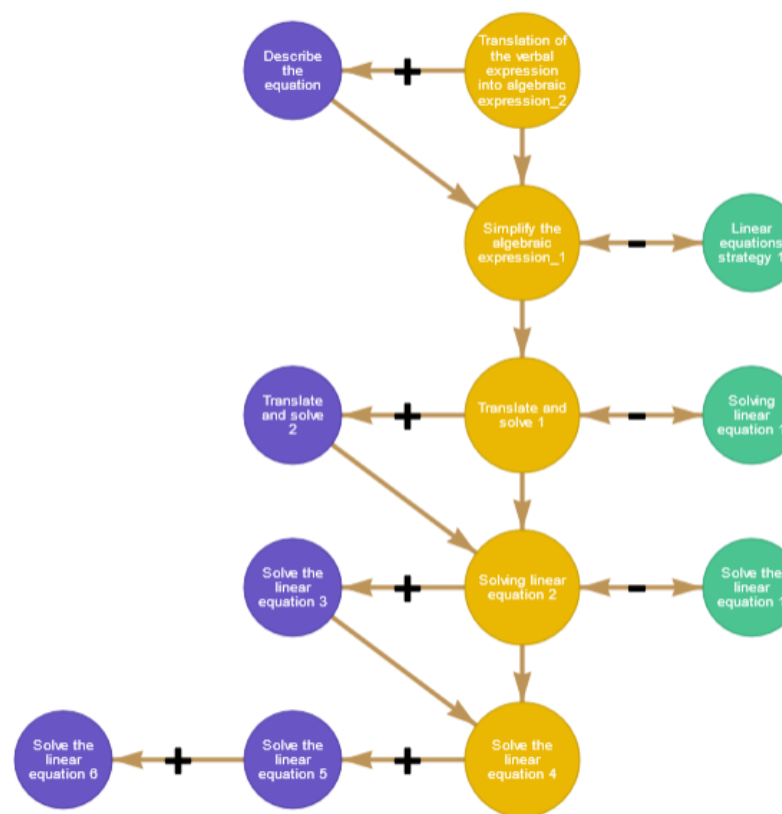 Describe
the
equation
+
Translation of
the verbal
expression
into algebraic
expression_2
Simplify the
algebraic
expression_1
-
Linear
equations
strategy 1
Translate
and solve
2
+
Translate and
solve 1
-
Solving
linear
equation 1
Solve the
linear
equation 3
+
Solving linear
equation 2
-
Solve the
linear
equation 1
Solve the
linear
equation 6
+
Solve the
linear
equation 5
+
Solve the
linear
equation 4